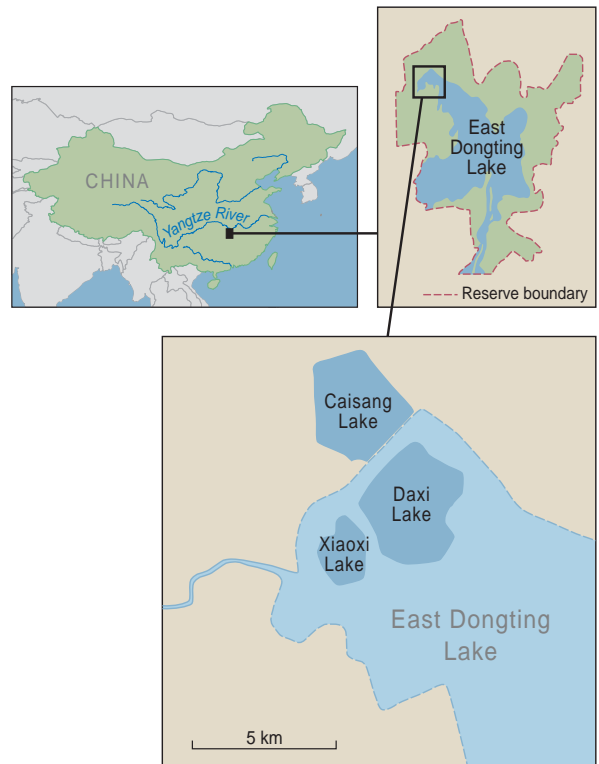 CHINA
Yangtze River
East
Dongting
Lake
Reserve boundary
Caisang
Lake
Daxi
Lake
Xiaoxi
Lake
East Dongting
Lake
5 km